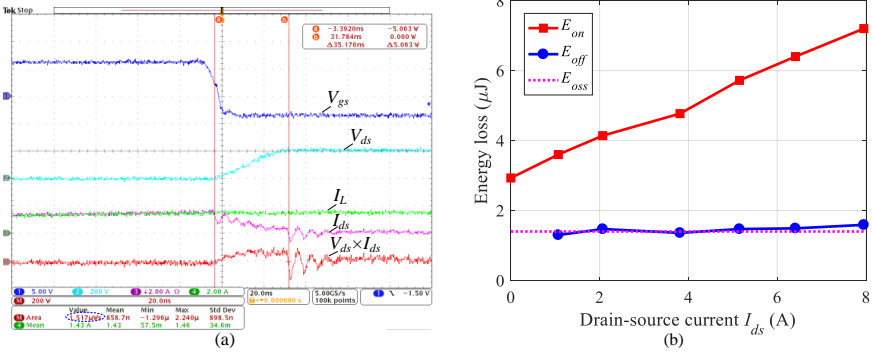 Tek Stop
a
b
a -3.3920ns -5.003 W
b 31.784ns 0.000 W
Δ35.176ns Δ5.003 W
V_gs
V_ds
I_L
I_ds
V_ds×I_ds
1 5.00 V 2 200 V Ω 3 ↓2.00 A Ω 4 2.00 A
M 200 W 20.0ns
20.0ns
5.00GS/s
100k points
1 -1.50 V
Value Mean Min Max Std Dev
M Area 1.517μWs 858.7n -1.296μ 2.240μ 898.5n
4 Mean 1.43 A 1.43 57.5m 1.46 34.6m
(a)
E_on
E_off
E_oss
Energy loss (μJ)
8
6
4
2
0
0 2 4 6 8
Drain-source current I_ds (A)
(b)